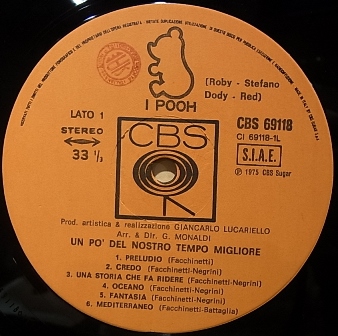 I POOH
(Roby - Stefano
Dody - Red)
LATO 1
STEREO
33 1/3
CBS
CBS 69118
CI 69118-1L
S.I.A.E.
℗ 1975 CBS Sugar
Prod. artistica & realizzazione GIANCARLO LUCARIELLO
Arr. & Dir. G. MONALDI
UN PO' DEL NOSTRO TEMPO MIGLIORE
1. PRELUDIO (Facchinetti)
2. CREDO (Facchinetti-Negrini)
3. UNA STORIA CHE FA RIDERE (Facchinetti-Negrini)
4. OCEANO (Facchinetti-Negrini)
5. FANTASIA (Facchinetti-Negrini)
6. MEDITERRANEO (Facchinetti-Battaglia)